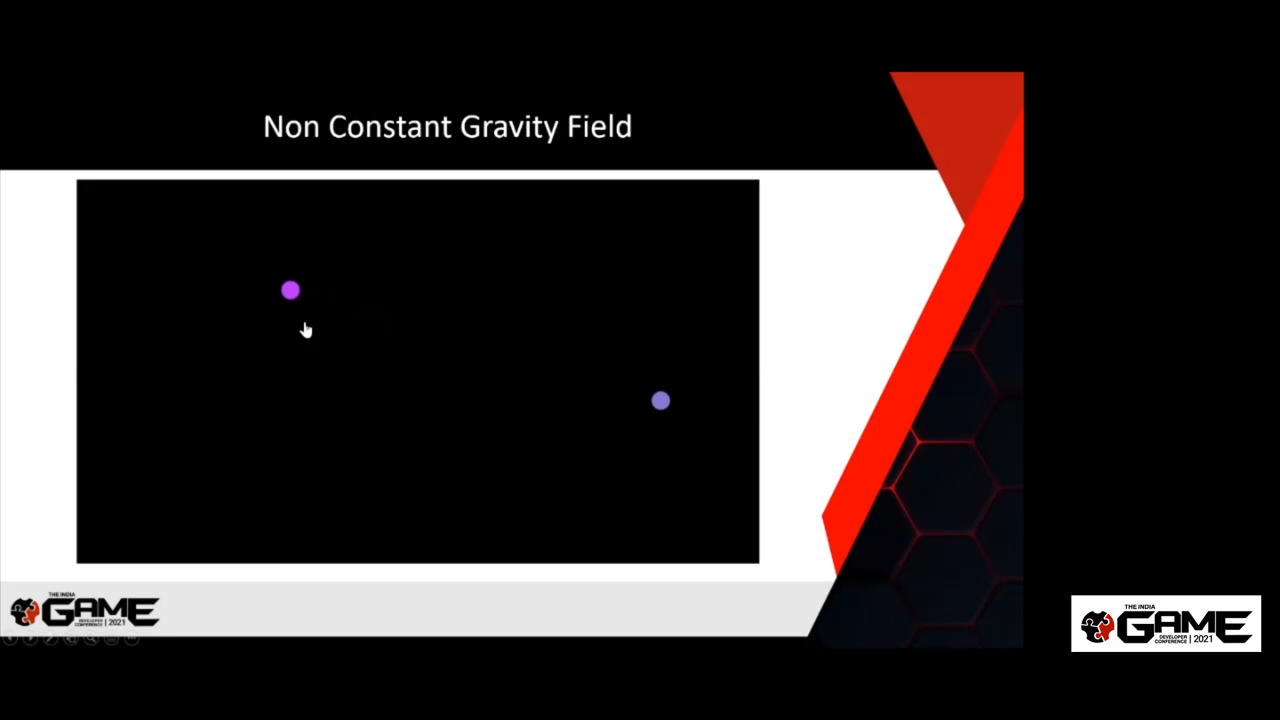 Non Constant Gravity Field
THE INDIA
GAME
DEVELOPER
CONFERENCE | 2021
THE INDIA
GAME
DEVELOPER
CONFERENCE | 2021